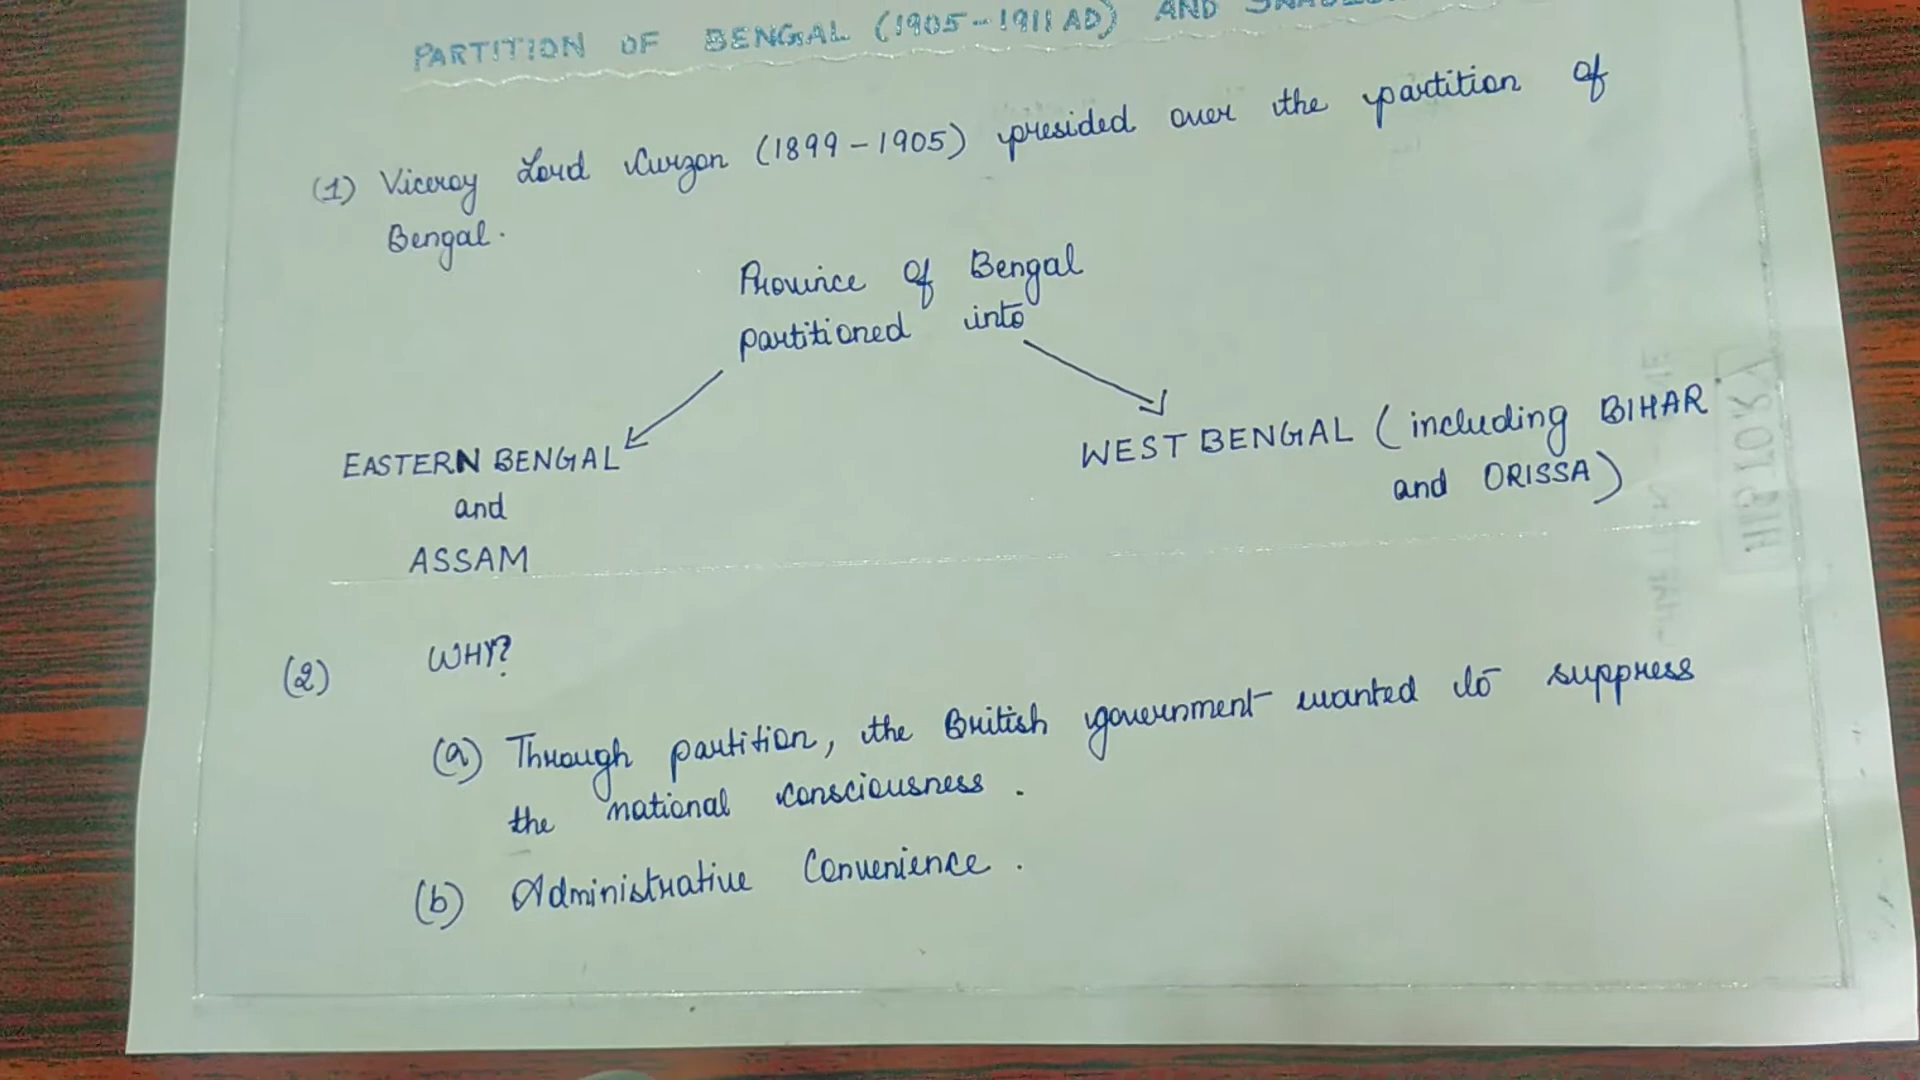 PARTITION OF BENGAL (1905-1911 AD) AND
(1) Viceroy Lord Curzon (1899-1905) presided over the partition of
Bengal.
Province of Bengal
partitioned into
EASTERN BENGAL
and
ASSAM
WEST BENGAL (including BIHAR
and ORISSA)
(2) WHY?
(a) Through partition, the British government wanted to suppress
the national consciousness.
(b) Administrative Convenience.